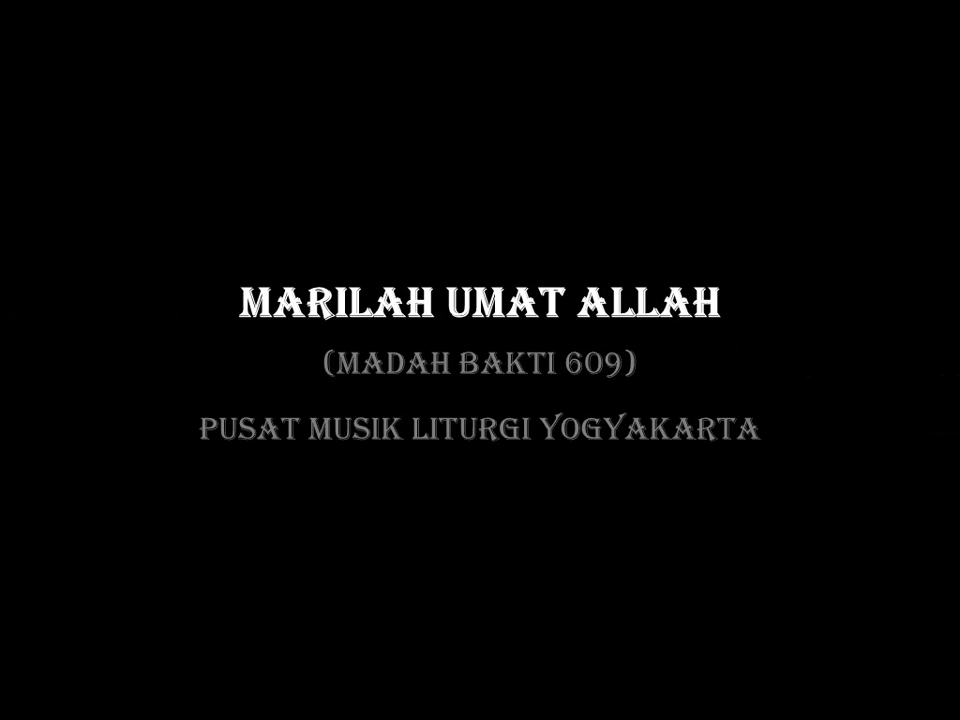 MARILAH UMAT ALLAH
(MADAH BAKTI 609)
PUSAT MUSIK LITURGI YOGYAKARTA